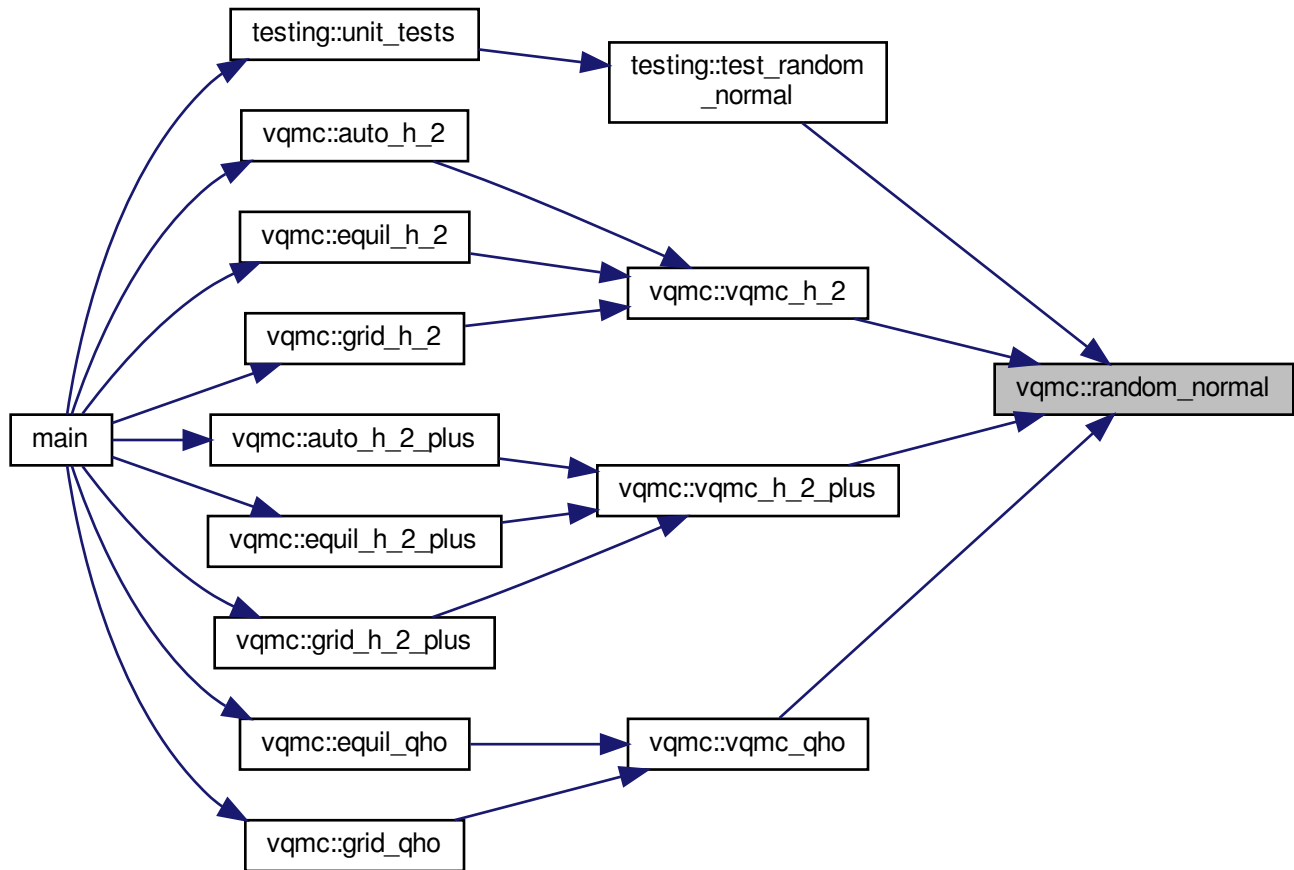 testing::unit_tests
testing::test_random
_normal
vqmc::auto_h_2
vqmc::equil_h_2
vqmc::vqmc_h_2
vqmc::grid_h_2
vqmc::random_normal
main
vqmc::auto_h_2_plus
vqmc::vqmc_h_2_plus
vqmc::equil_h_2_plus
vqmc::grid_h_2_plus
vqmc::equil_qho
vqmc::vqmc_qho
vqmc::grid_qho